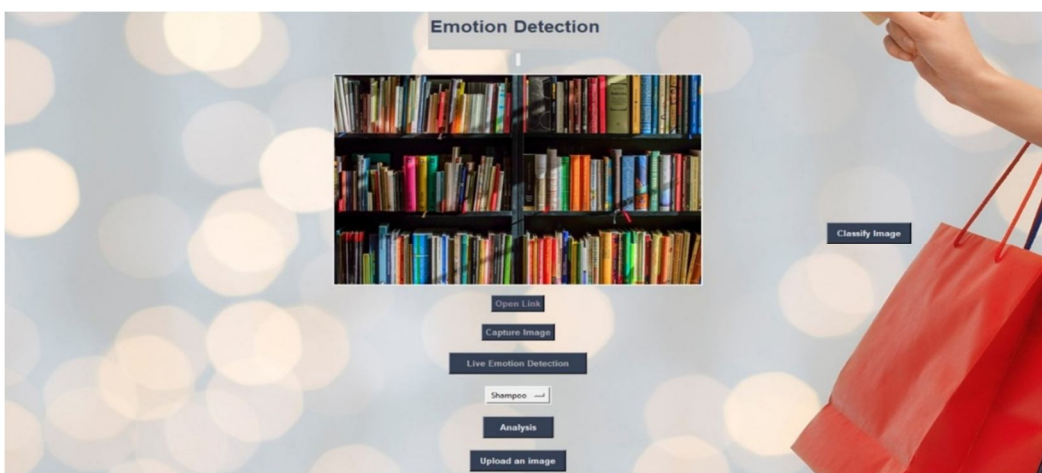 Emotion Detection
Classify Image
Open Link
Capture Image
Live Emotion Detection
Shampoo
Analysis
Upload an image